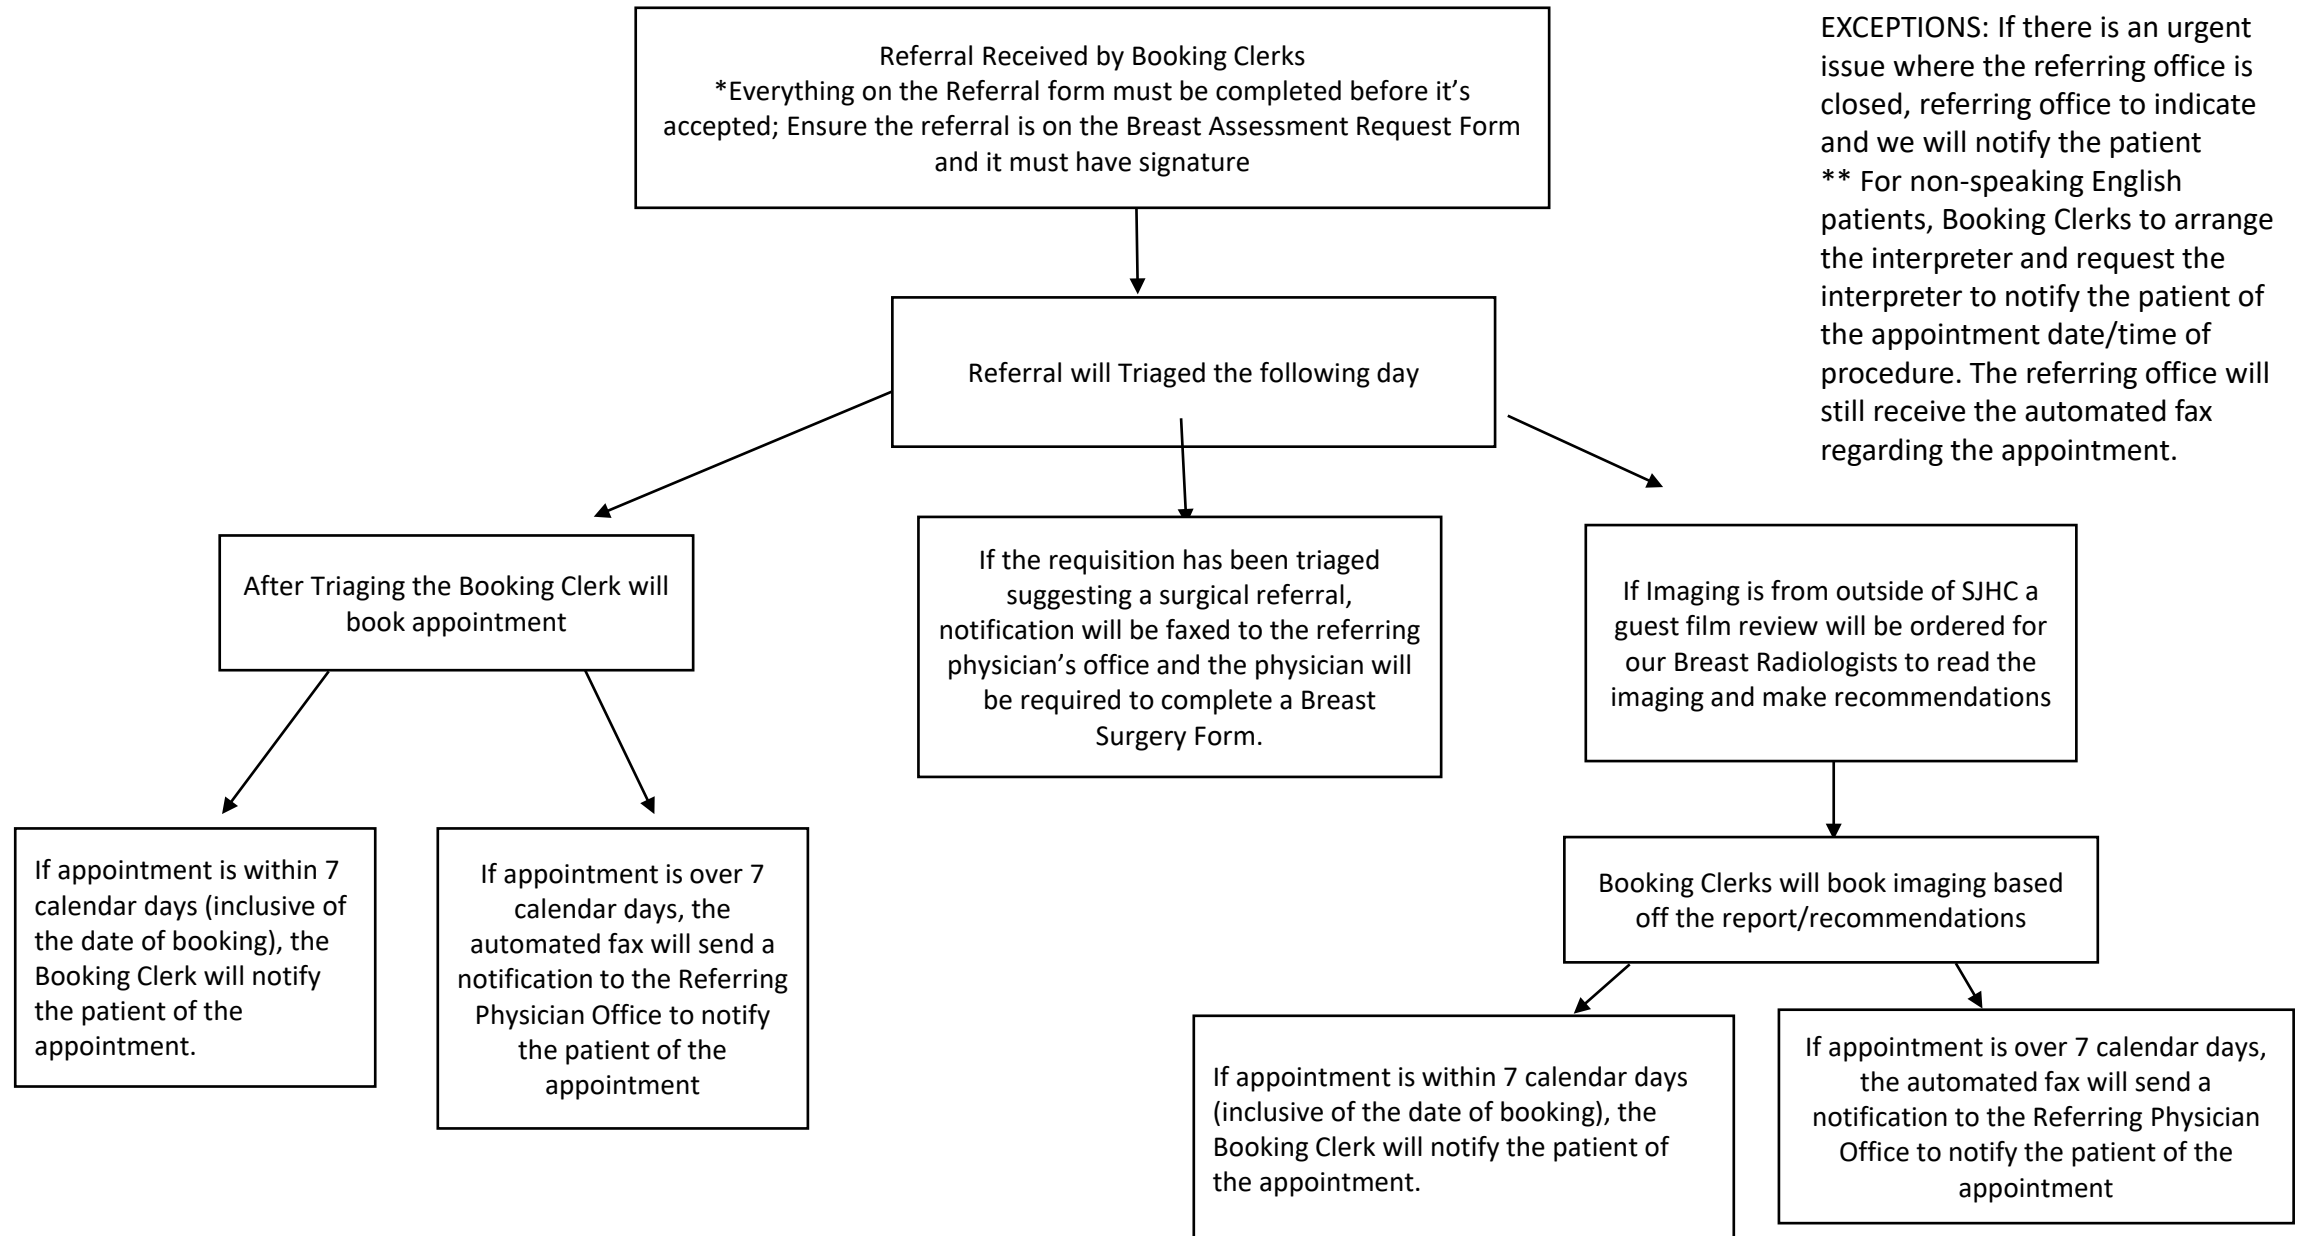 Referral Received by Booking Clerks
*Everything on the Referral form must be completed before it’s
accepted; Ensure the referral is on the Breast Assessment Request Form
and it must have signature
EXCEPTIONS: If there is an urgent
issue where the referring office is
closed, referring office to indicate
and we will notify the patient
** For non-speaking English
patients, Booking Clerks to arrange
the interpreter and request the
interpreter to notify the patient of
the appointment date/time of
procedure. The referring office will
still receive the automated fax
regarding the appointment.
Referral will Triaged the following day
After Triaging the Booking Clerk will
book appointment
If the requisition has been triaged
suggesting a surgical referral,
notification will be faxed to the referring
physician’s office and the physician will
be required to complete a Breast
Surgery Form.
If Imaging is from outside of SJHC a
guest film review will be ordered for
our Breast Radiologists to read the
imaging and make recommendations
If appointment is within 7
calendar days (inclusive of
the date of booking), the
Booking Clerk will notify
the patient of the
appointment.
If appointment is over 7
calendar days, the
automated fax will send a
notification to the Referring
Physician Office to notify
the patient of the
appointment
Booking Clerks will book imaging based
off the report/recommendations
If appointment is within 7 calendar days
(inclusive of the date of booking), the
Booking Clerk will notify the patient of
the appointment.
If appointment is over 7 calendar days,
the automated fax will send a
notification to the Referring Physician
Office to notify the patient of the
appointment